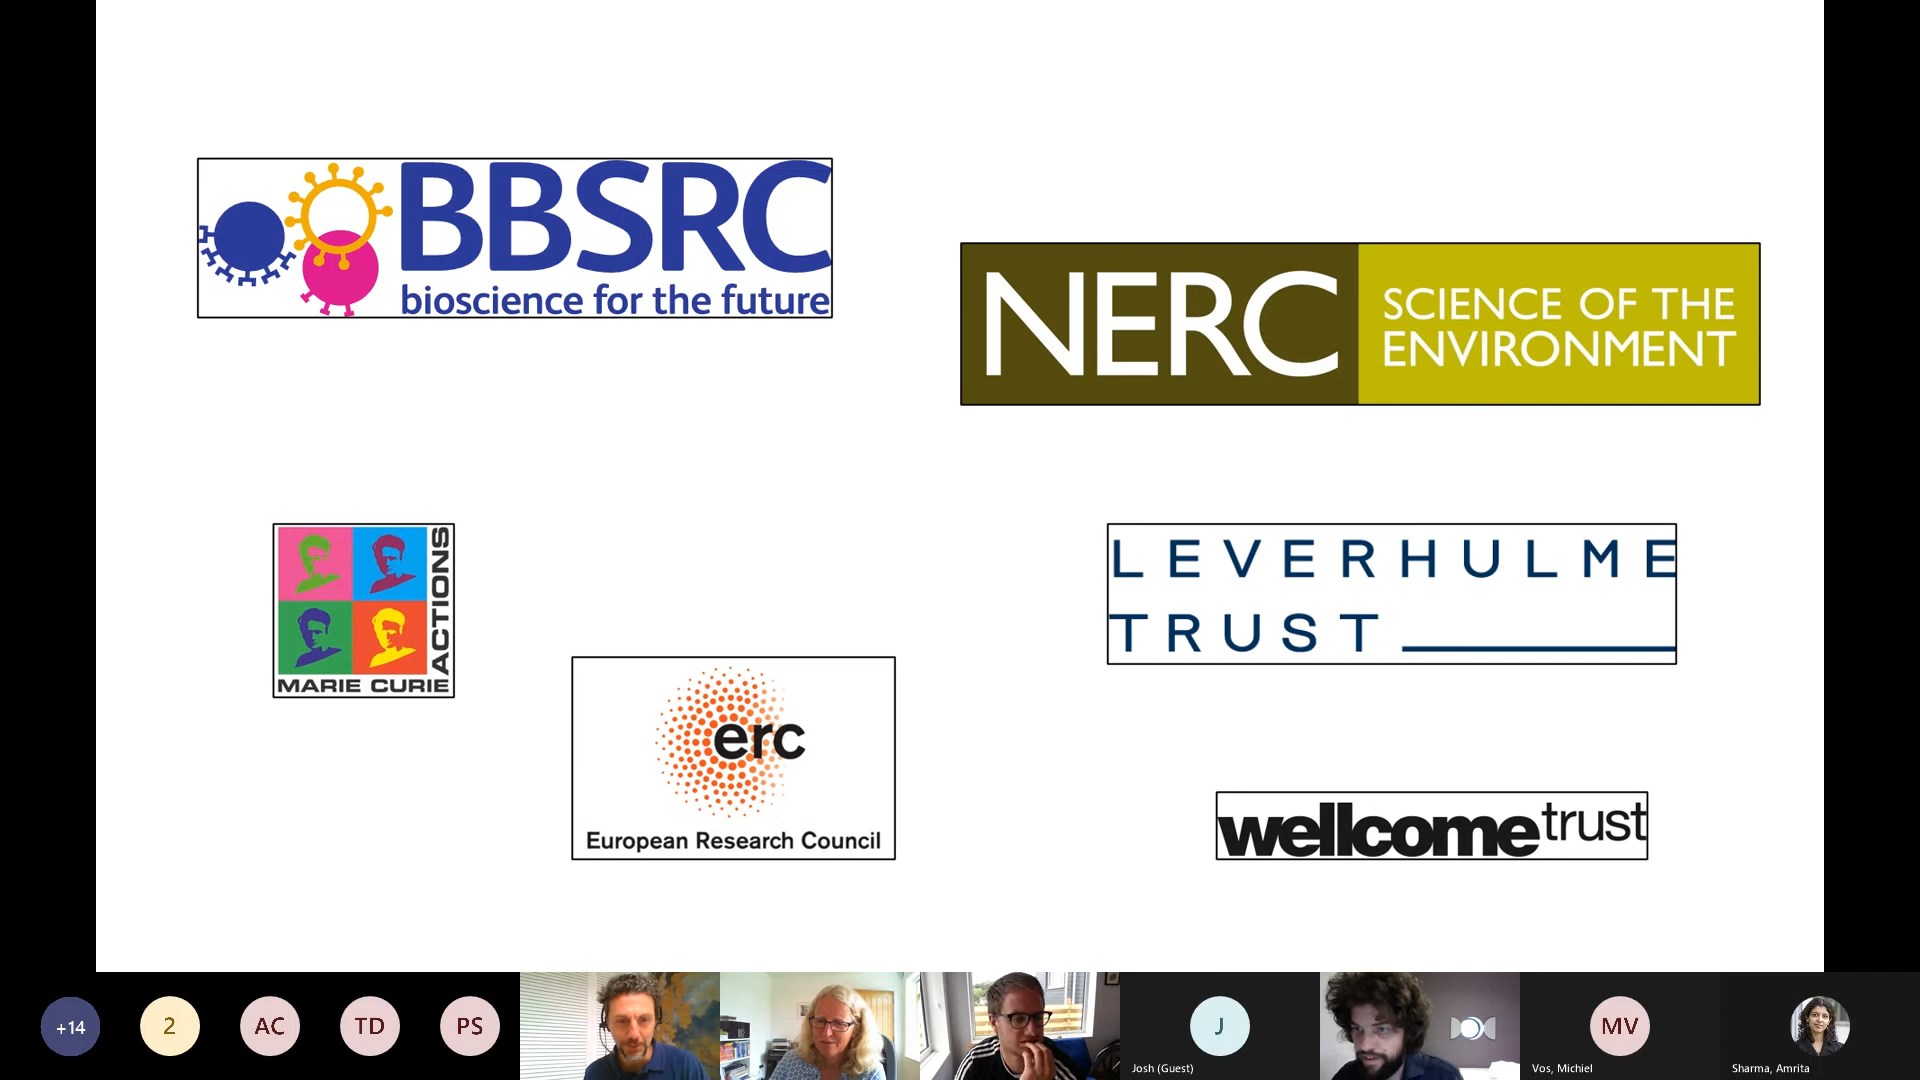 BBSRC
bioscience for the future
NERC
SCIENCE OF THE
ENVIRONMENT
ACTIONS
MARIE CURIE
LEVERHULME
TRUST
erc
European Research Council
wellcometrust
+14
2
AC
TD
PS
J
Josh (Guest)
MV
Vos, Michiel
Sharma, Amrita